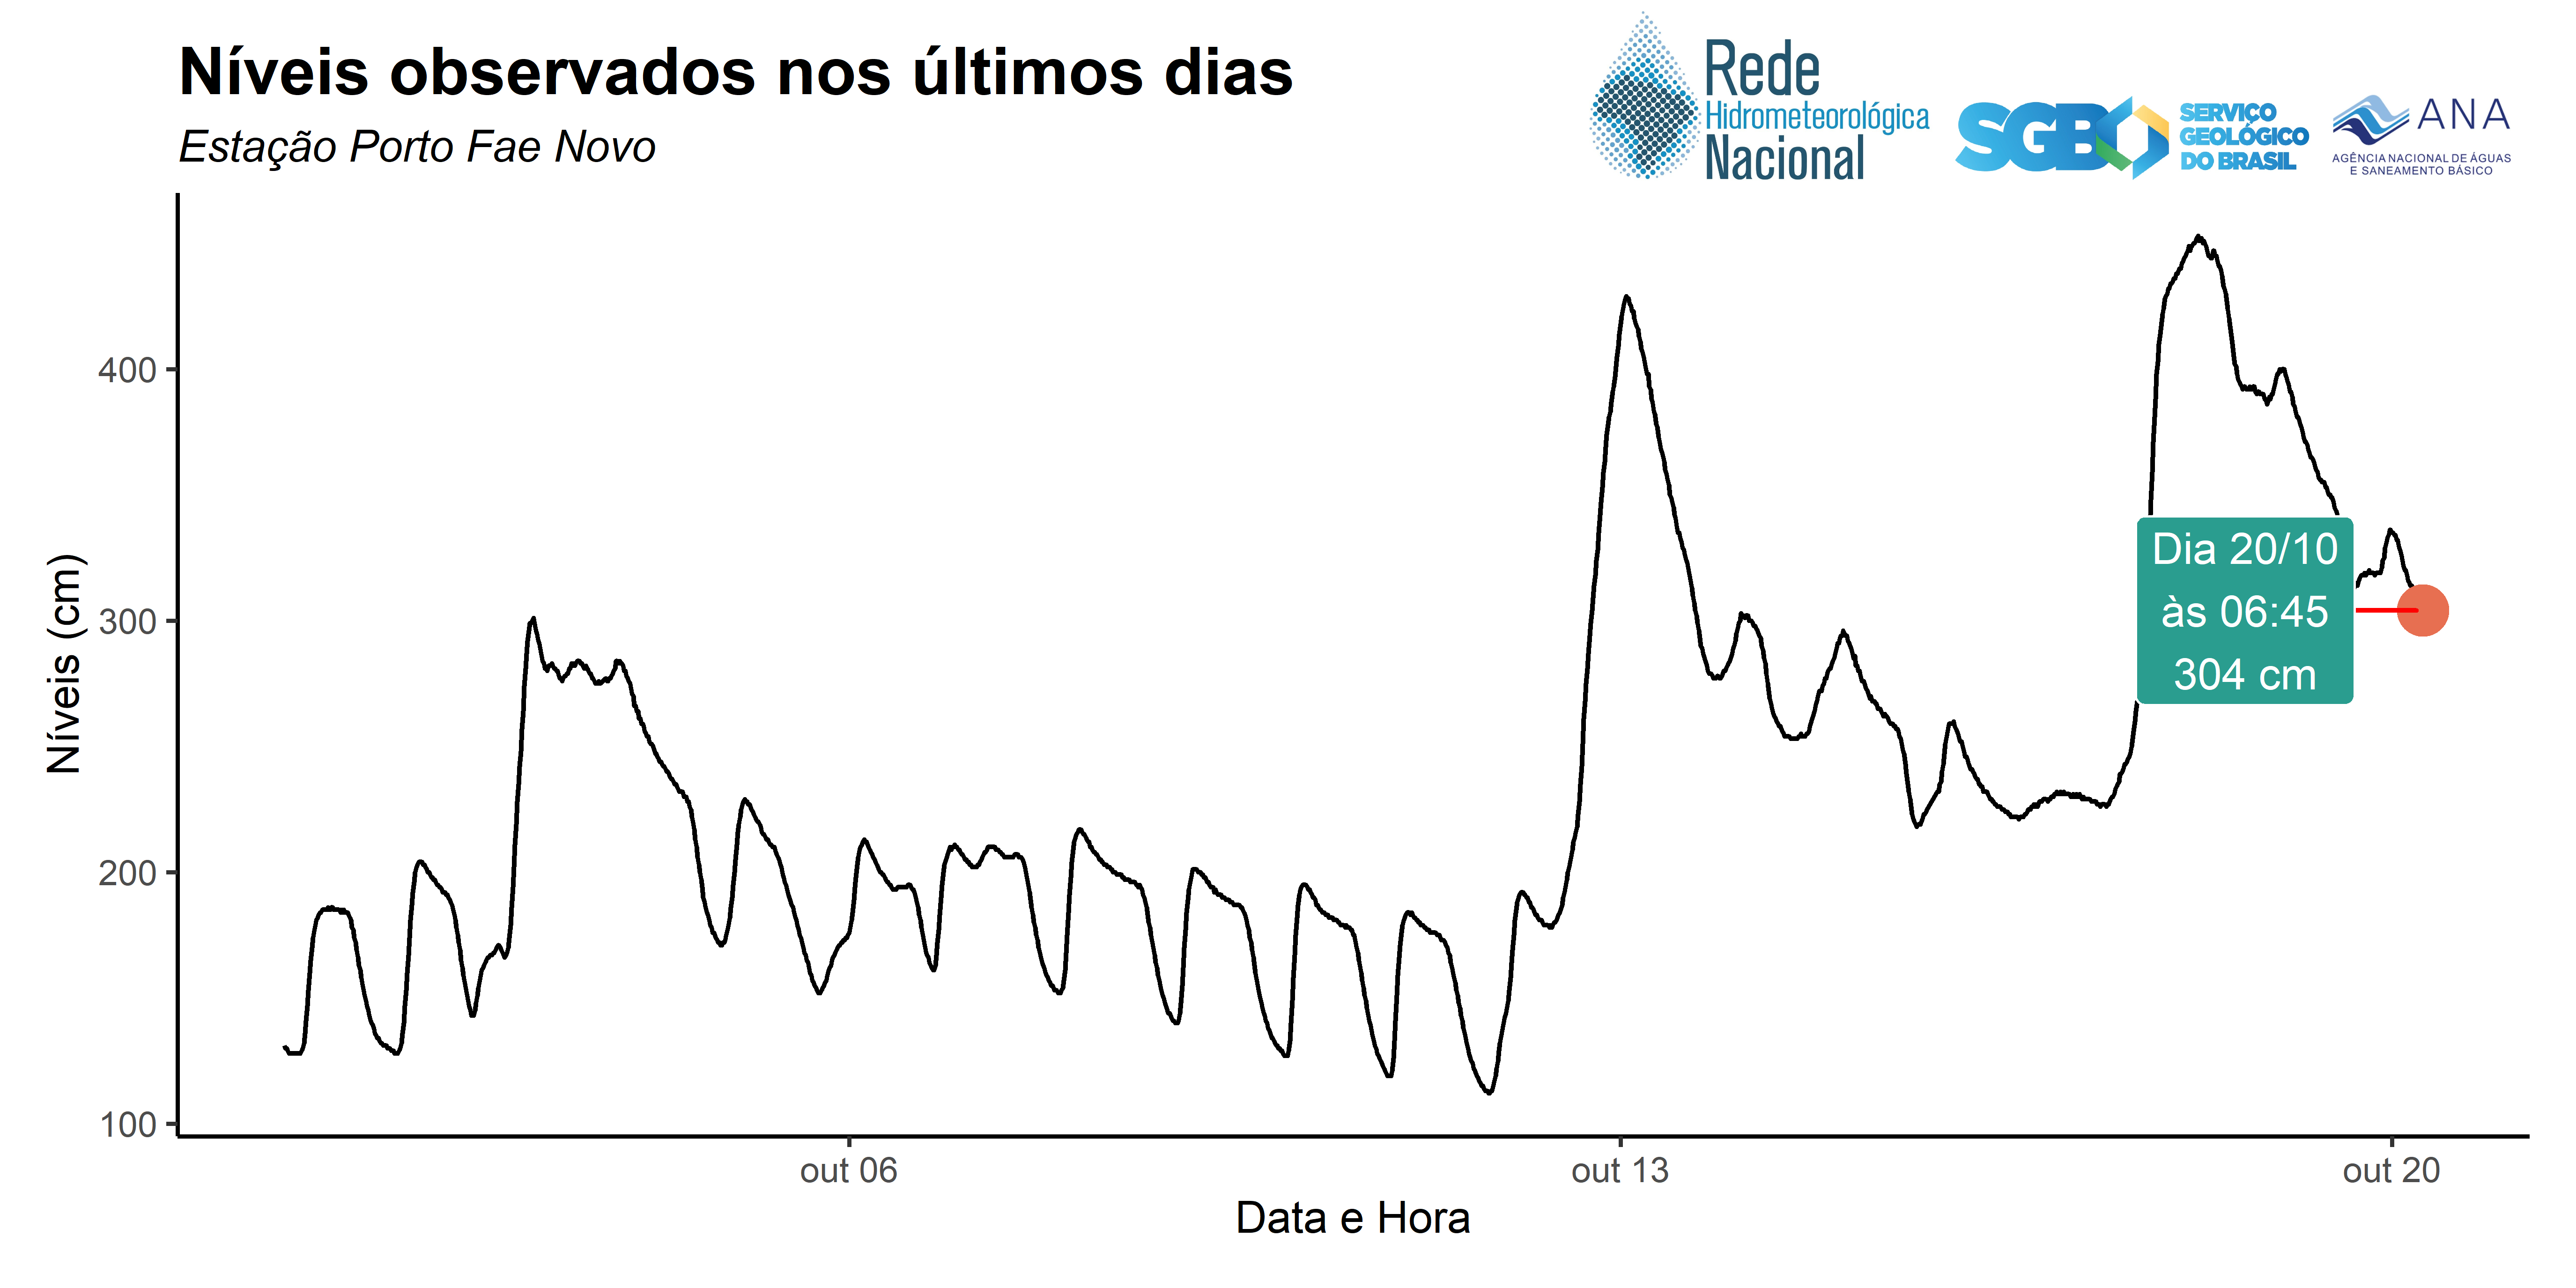 Níveis observados nos últimos dias
Estação Porto Fae Novo
Rede
Hidrometeorológica
Nacional
SGB
SERVIÇO
GEOLÓGICO
DO BRASIL
ANA
AGÊNCIA NACIONAL DE ÁGUAS
E SANEAMENTO BÁSICO
Níveis (cm)
400
300
200
100
Dia 20/10
às 06:45
304 cm
out 06
out 13
out 20
Data e Hora